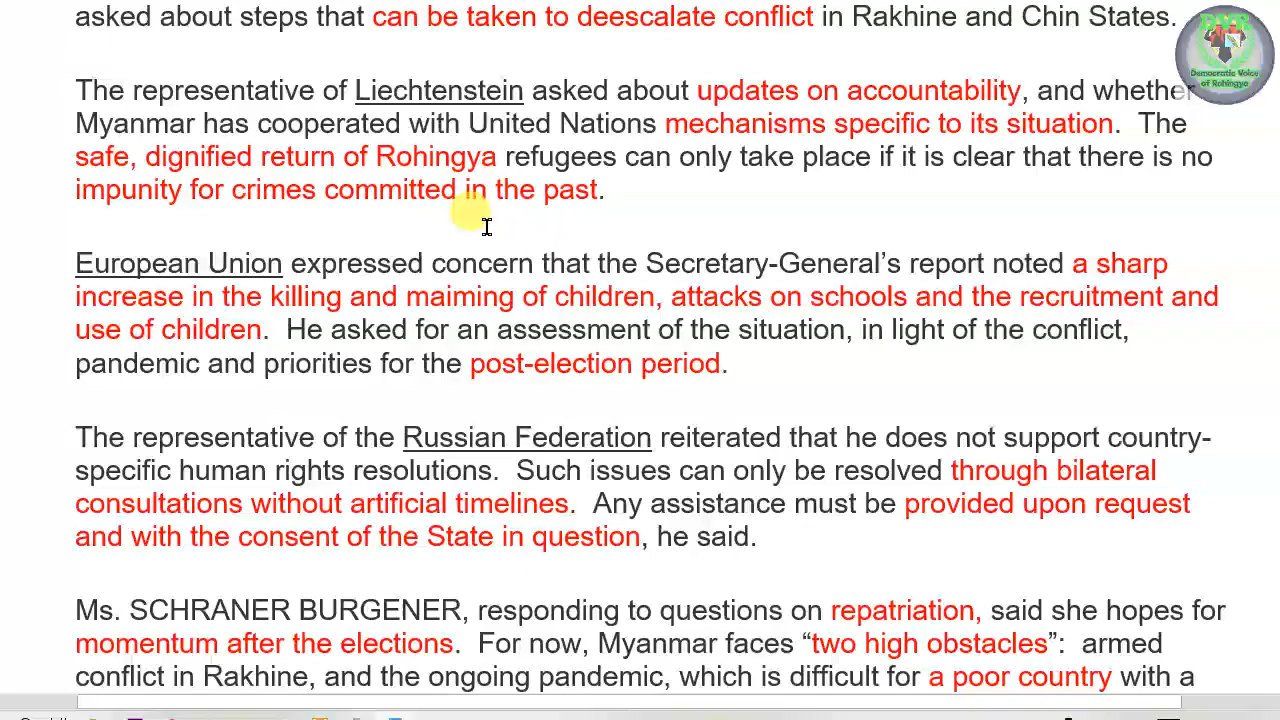 asked about steps that can be taken to deescalate conflict in Rakhine and Chin States.
The representative of Liechtenstein asked about updates on accountability, and whether
Myanmar has cooperated with United Nations mechanisms specific to its situation.  The
safe, dignified return of Rohingya refugees can only take place if it is clear that there is no
impunity for crimes committed in the past.
European Union expressed concern that the Secretary-General’s report noted a sharp
increase in the killing and maiming of children, attacks on schools and the recruitment and
use of children.  He asked for an assessment of the situation, in light of the conflict,
pandemic and priorities for the post-election period.
The representative of the Russian Federation reiterated that he does not support country-
specific human rights resolutions.  Such issues can only be resolved through bilateral
consultations without artificial timelines.  Any assistance must be provided upon request
and with the consent of the State in question, he said.
Ms. SCHRANER BURGENER, responding to questions on repatriation, said she hopes for
momentum after the elections.  For now, Myanmar faces “two high obstacles”:  armed
conflict in Rakhine, and the ongoing pandemic, which is difficult for a poor country with a
DVR
Democratic Voice
of Rohingya